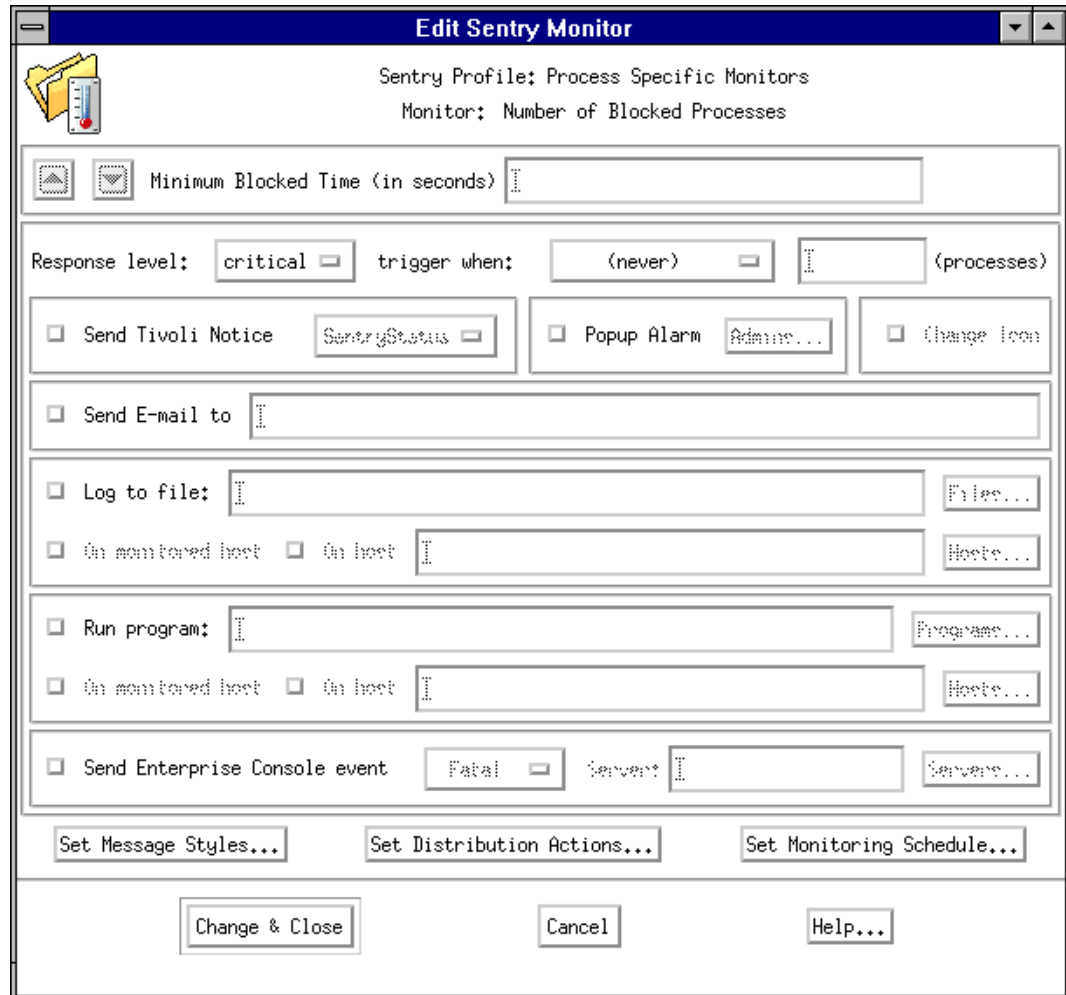 Edit Sentry Monitor
Sentry Profile: Process Specific Monitors
Monitor: Number of Blocked Processes
Minimum Blocked Time (in seconds)
Response level: critical trigger when: (never) (processes)
Send Tivoli Notice SentryStatus Popup Alarm Admins... Change Icon
Send E-mail to
Log to file: Files...
On monitored host On host Hosts...
Run program: Programs...
On monitored host On host Hosts...
Send Enterprise Console event Fatal Server: Servers...
Set Message Styles... Set Distribution Actions... Set Monitoring Schedule...
Change & Close Cancel Help...